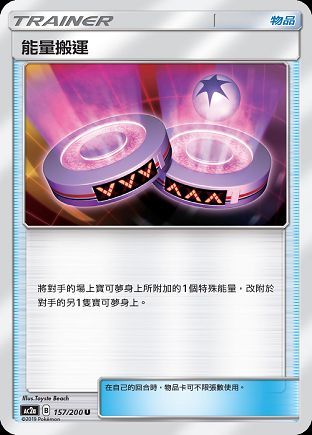 TRAINER 物品
能量搬運
將對手的場上寶可夢身上所附加的1個特殊能量，改附於
對手的另1隻寶可夢身上。
Illus.Toyste Beach
AC2a B 157/200 U
©2019 Pokémon
在自己的回合時，物品卡可不限張數使用。